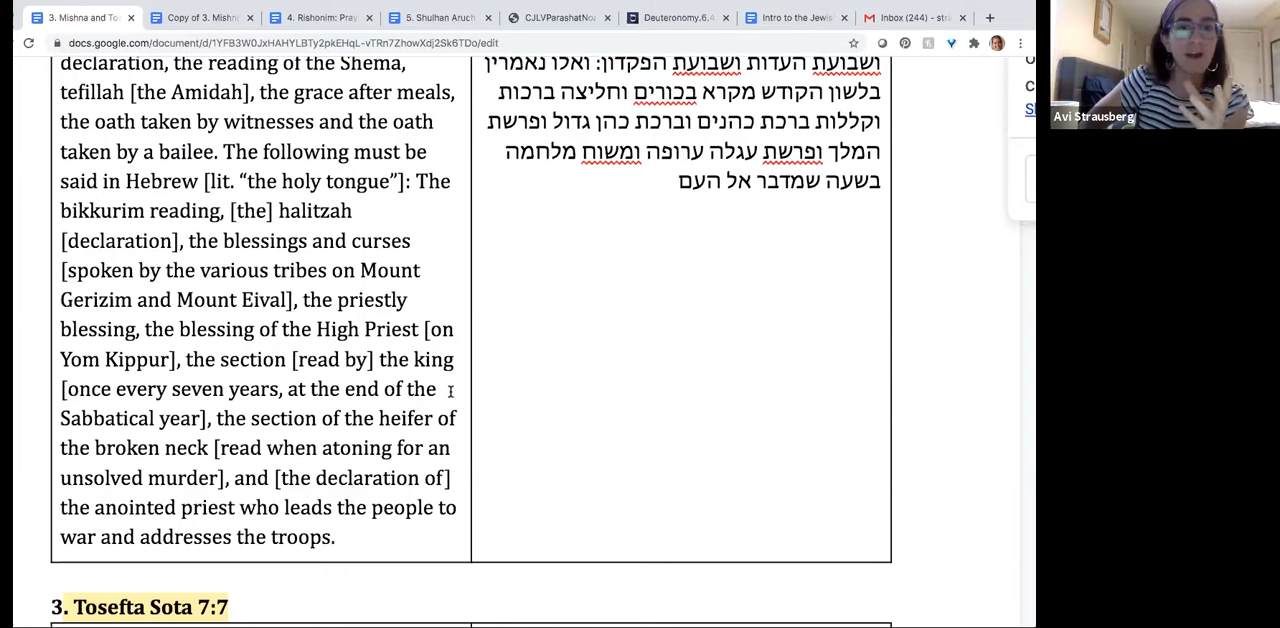 3. Mishna and To
Copy of 3. Mishn
4. Rishonim: Pray
5. Shulhan Aruch
CJLVParashatNoa
Deuteronomy.6.4
Intro to the Jewi
Inbox (244) - stra
docs.google.com/document/d/1YFB3W0JxHAHYLBTy2pkEHqL-vTRn7ZhowXdj2Sk6TDo/edit
declaration, the reading of the Shema,
tefillah [the Amidah], the grace after meals,
the oath taken by witnesses and the oath
taken by a bailee. The following must be
said in Hebrew [lit. “the holy tongue”]: The
bikkurim reading, [the] halitzah
[declaration], the blessings and curses
[spoken by the various tribes on Mount
Gerizim and Mount Eival], the priestly
blessing, the blessing of the High Priest [on
Yom Kippur], the section [read by] the king
[once every seven years, at the end of the
Sabbatical year], the section of the heifer of
the broken neck [read when atoning for an
unsolved murder], and [the declaration of]
the anointed priest who leads the people to
war and addresses the troops.
ושבועת העדות ושבועת הפקדון: ואלו נאמרין
בלשון הקודש מקרא בכורים וחליצה ברכות
וקללות ברכת כהנים וברכת כהן גדול ופרשת
המלך ופרשת עגלה ערופה ומשוח מלחמה
בשעה שמדבר אל העם
3. Tosefta Sota 7:7
Avi Strausberg